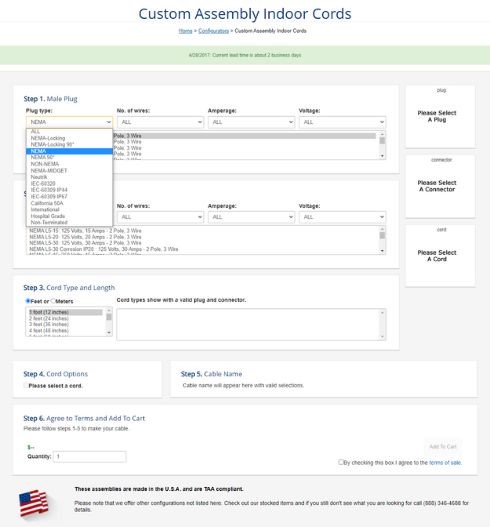 Custom Assembly Indoor Cords
Home > Configurators > Custom Assembly Indoor Cords
4/28/2017: Current lead time is about 2 business days
Step 1. Male Plug
Plug type: No. of wires: Amperage: Voltage:
NEMA ALL ALL ALL
ALL
NEMA-Locking
NEMA-Locking 90°
NEMA
NEMA 90°
NON-NEMA
NEMA-MIDGET
Neutrik
IEC-60320
IEC-60309 IP44
IEC-60309 IP67
California 50A
International
Hospital Grade
Non-Terminated
Pole, 3 Wire
Pole, 3 Wire
Pole, 3 Wire
Pole, 3 Wire
plug
Please Select
A Plug
connector
Please Select
A Connector
cord
Please Select
A Cord
S
No. of wires: Amperage: Voltage:
ALL ALL ALL
NEMA L5-15 125 Volts, 15 Amps - 2 Pole, 3 Wire
NEMA L5-20 125 Volts, 20 Amps - 2 Pole, 3 Wire
NEMA L5-30 125 Volts, 30 Amps - 2 Pole, 3 Wire
NEMA L5-30 Corrosion IP20 125 Volts, 30 Amps - 2 Pole, 3 Wire
Step 3. Cord Type and Length
Feet or Meters
Cord types show with a valid plug and connector.
1 foot (12 inches)
2 feet (24 inches)
3 feet (36 inches)
4 feet (48 inches)
Step 4. Cord Options
Please select a cord.
Step 5. Cable Name
Cable name will appear here with valid selections.
Step 6. Agree to Terms and Add To Cart
Please follow steps 1-5 to make your cable.
$--
Quantity: 1
Add To Cart
By checking this box I agree to the terms of sale.
These assemblies are made in the U.S.A. and are TAA compliant.
Please note that we offer other configurations not listed here. Check out our stocked items and if you still don't see what you are looking for call (888) 346-4688 for
details.